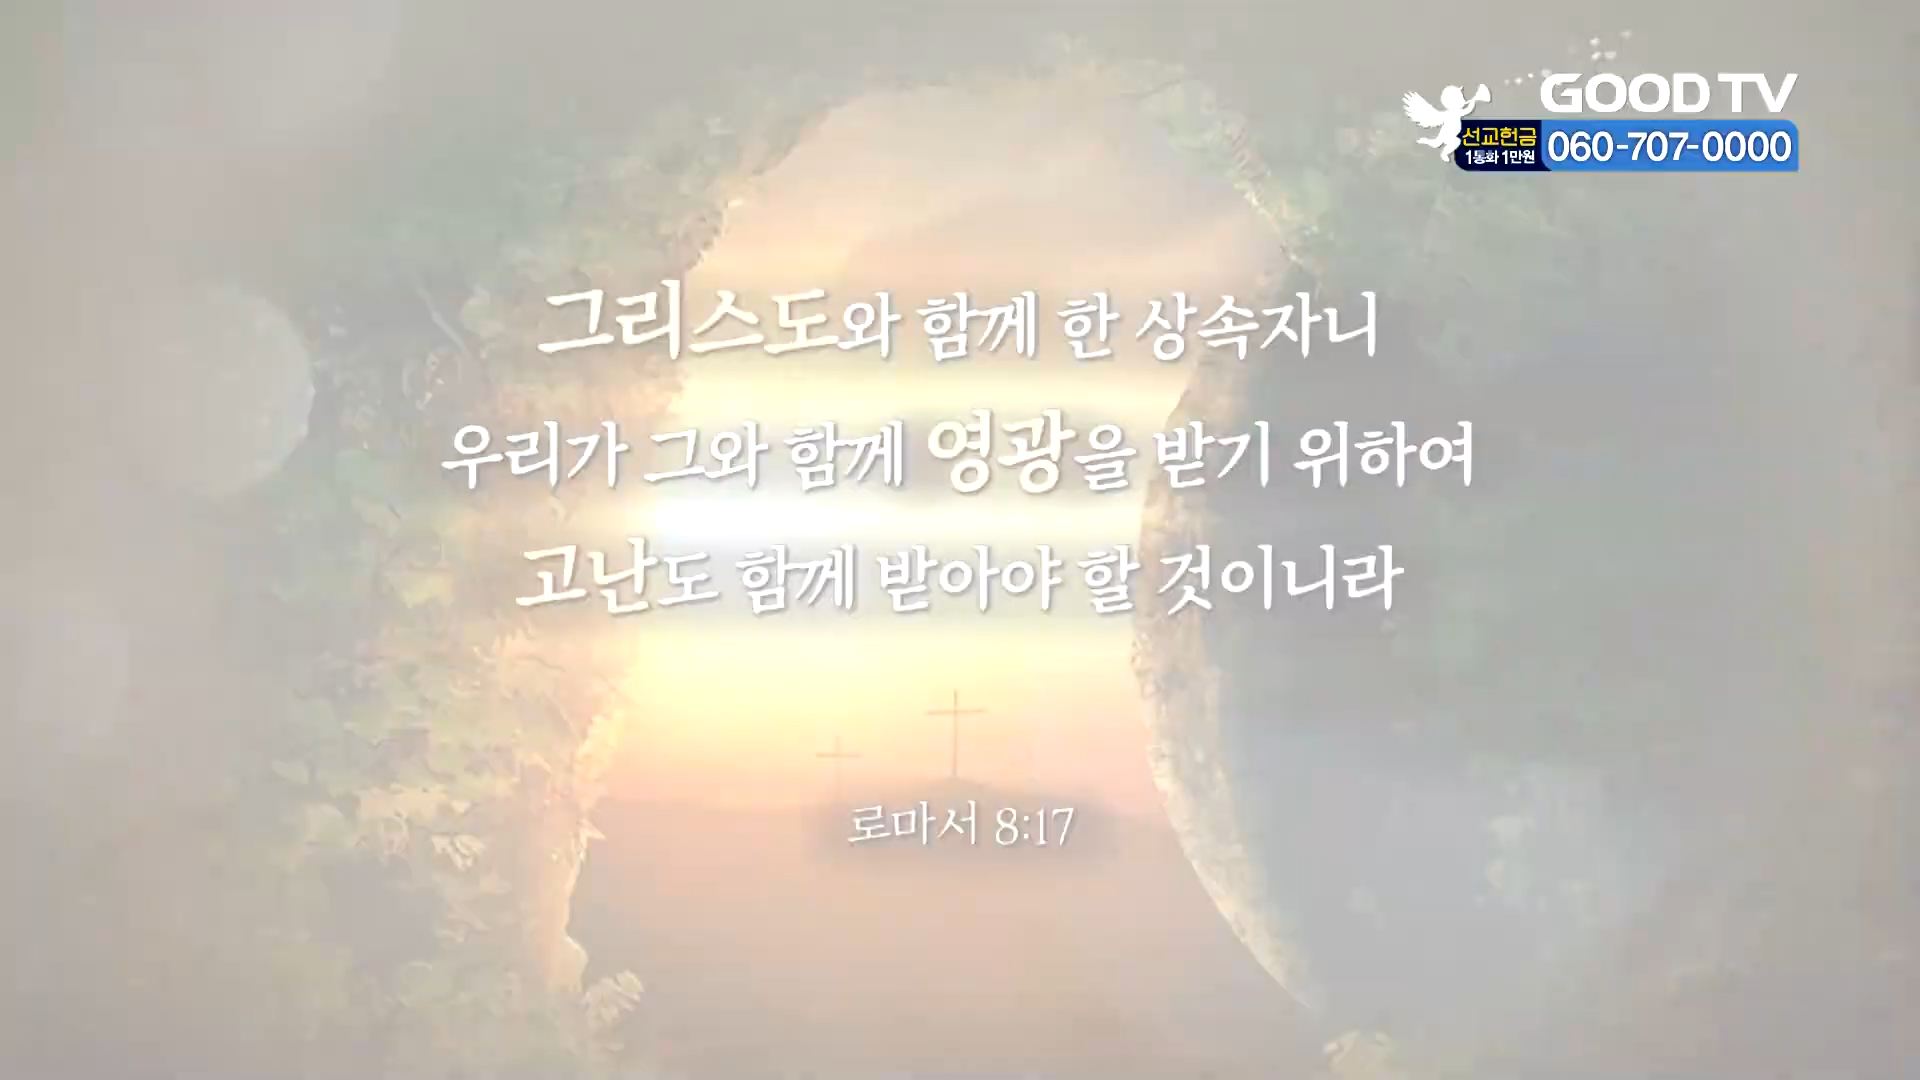 GOOD TV
선교헌금
1통화 1만원
060-707-0000
그리스도와 함께 한 상속자니
우리가 그와 함께 영광을 받기 위하여
고난도 함께 받아야 할 것이니라
로마서 8:17